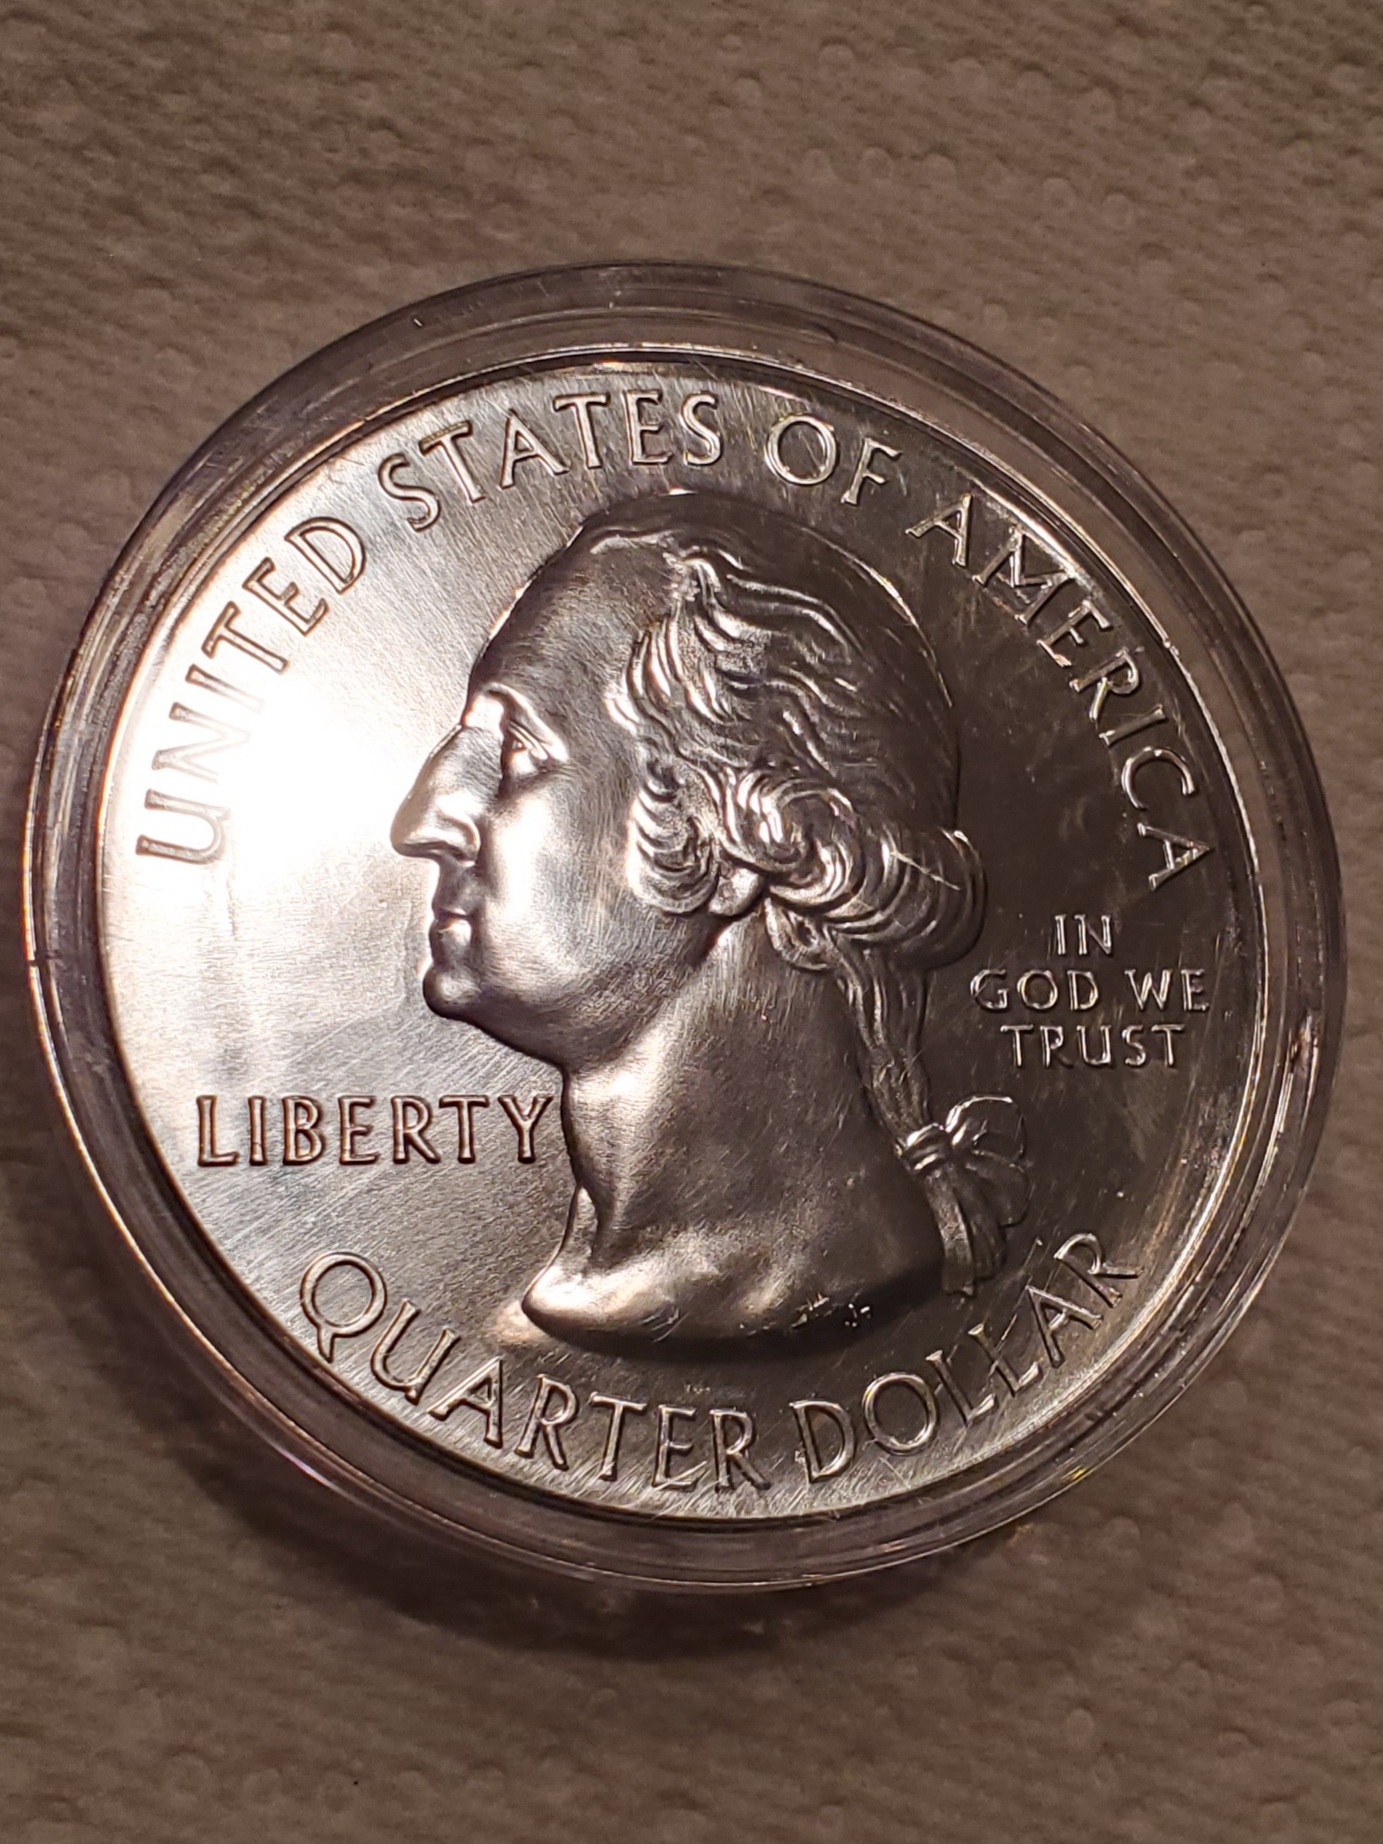 UNITED STATES OF AMERICA
IN
GOD WE
TRUST
LIBERTY
QUARTER DOLLAR